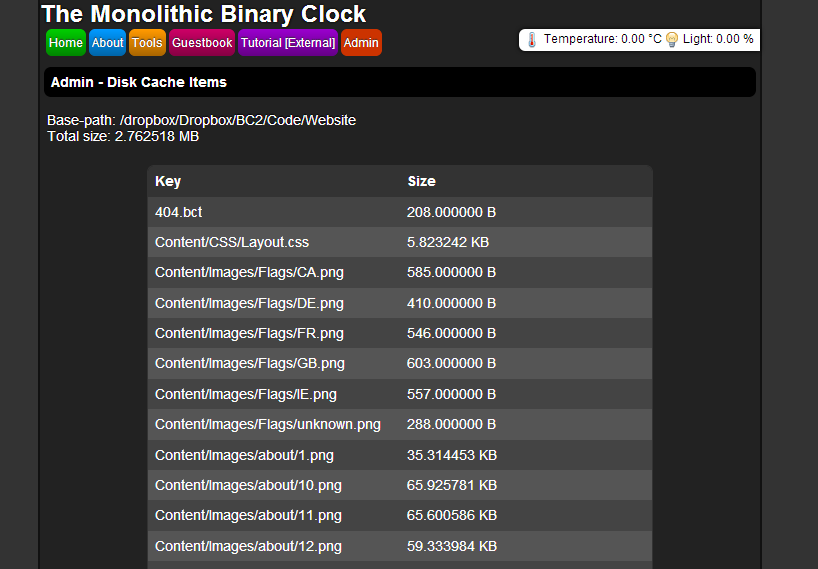 The Monolithic Binary Clock
Home About Tools Guestbook Tutorial [External] Admin
Temperature: 0.00 °C Light: 0.00 %
Admin - Disk Cache Items
Base-path: /dropbox/Dropbox/BC2/Code/Website
Total size: 2.762518 MB
Key Size
404.bct 208.000000 B
Content/CSS/Layout.css 5.823242 KB
Content/Images/Flags/CA.png 585.000000 B
Content/Images/Flags/DE.png 410.000000 B
Content/Images/Flags/FR.png 546.000000 B
Content/Images/Flags/GB.png 603.000000 B
Content/Images/Flags/IE.png 557.000000 B
Content/Images/Flags/unknown.png 288.000000 B
Content/Images/about/1.png 35.314453 KB
Content/Images/about/10.png 65.925781 KB
Content/Images/about/11.png 65.600586 KB
Content/Images/about/12.png 59.333984 KB